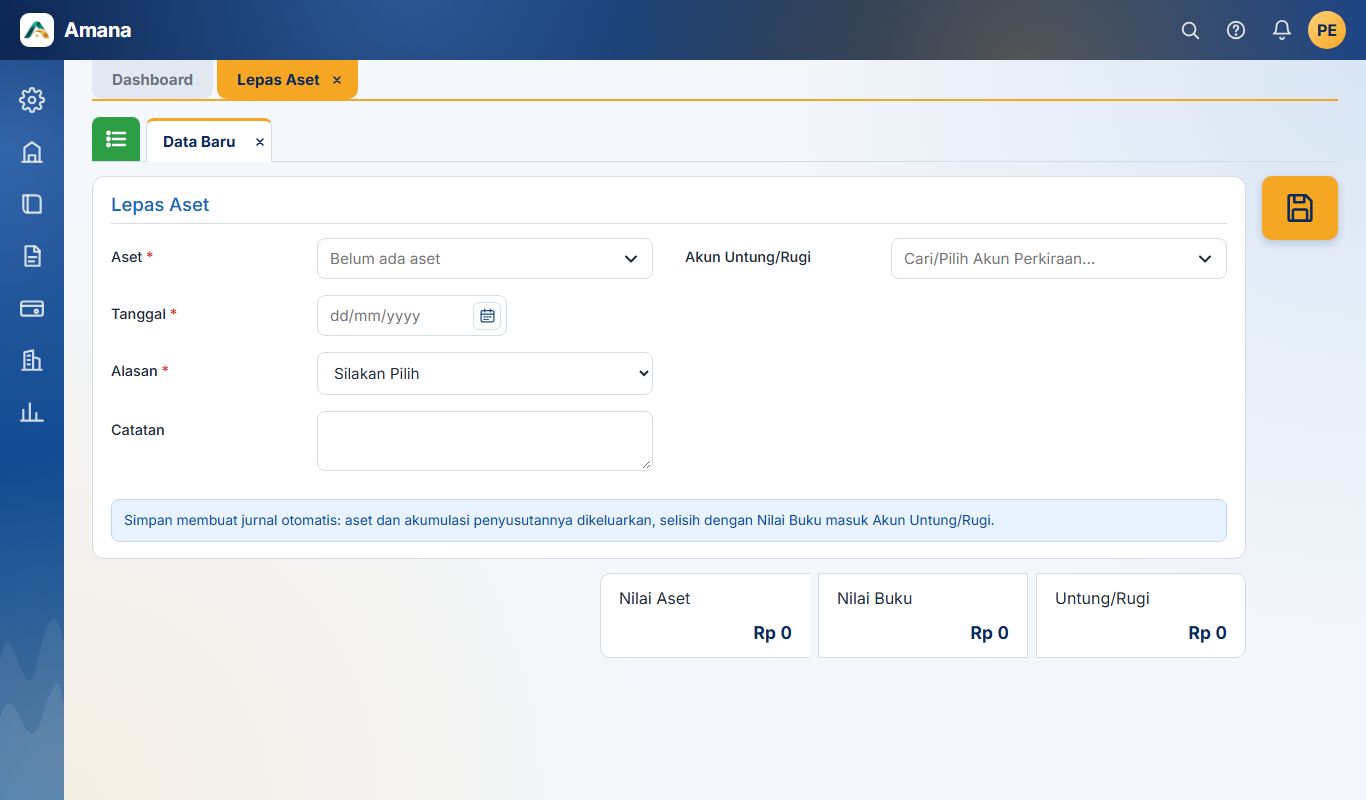 Amana
PE
Dashboard
Lepas Aset ×
Data Baru ×
Lepas Aset
Aset * Belum ada aset
Akun Untung/Rugi Cari/Pilih Akun Perkiraan...
Tanggal * dd/mm/yyyy
Alasan * Silakan Pilih
Catatan
Simpan membuat jurnal otomatis: aset dan akumulasi penyusutannya dikeluarkan, selisih dengan Nilai Buku masuk Akun Untung/Rugi.
Nilai Aset
Rp 0
Nilai Buku
Rp 0
Untung/Rugi
Rp 0